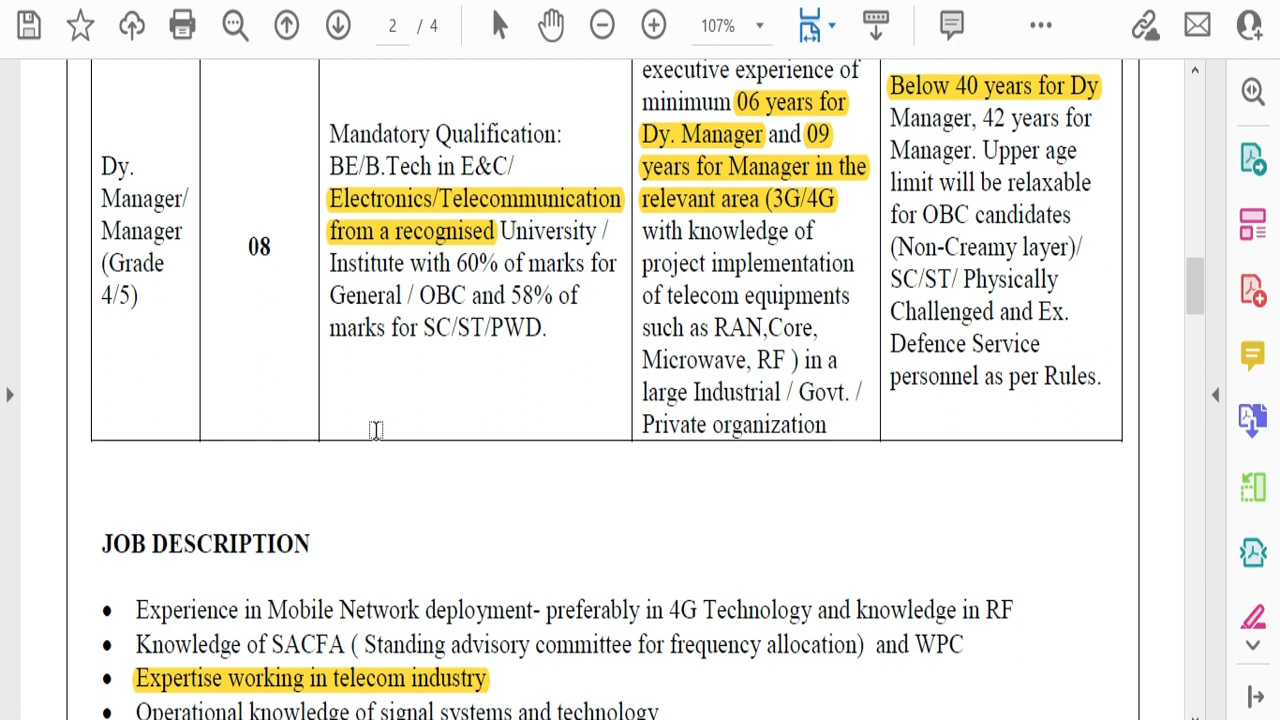 2 / 4
107%
Dy.
Manager/
Manager
(Grade
4/5)
08
Mandatory Qualification:
BE/B.Tech in E&C/
Electronics/Telecommunication
from a recognised University /
Institute with 60% of marks for
General / OBC and 58% of
marks for SC/ST/PWD.
executive experience of
minimum 06 years for
Dy. Manager and 09
years for Manager in the
relevant area (3G/4G
with knowledge of
project implementation
of telecom equipments
such as RAN,Core,
Microwave, RF ) in a
large Industrial / Govt. /
Private organization
Below 40 years for Dy
Manager, 42 years for
Manager. Upper age
limit will be relaxable
for OBC candidates
(Non-Creamy layer)/
SC/ST/ Physically
Challenged and Ex.
Defence Service
personnel as per Rules.
JOB DESCRIPTION
• Experience in Mobile Network deployment- preferably in 4G Technology and knowledge in RF
• Knowledge of SACFA ( Standing advisory committee for frequency allocation) and WPC
• Expertise working in telecom industry
• Operational knowledge of signal systems and technology